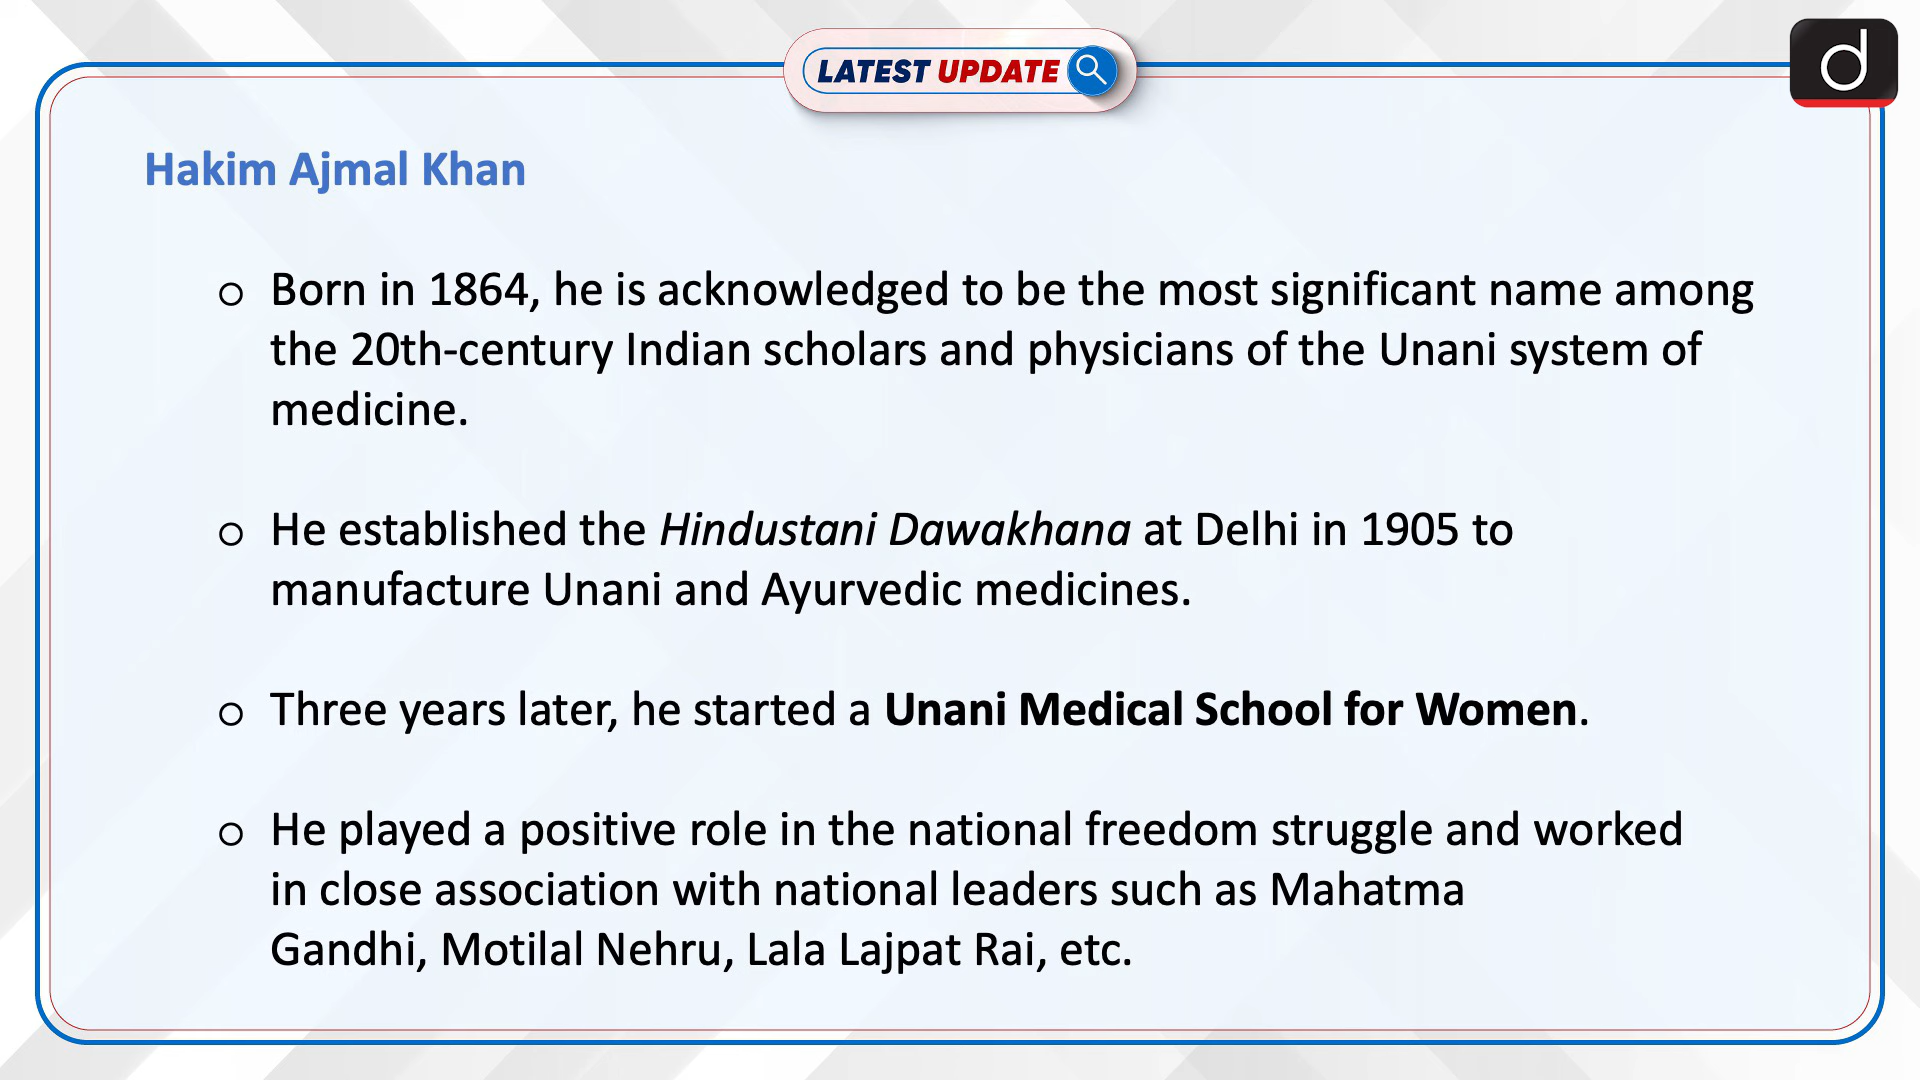 LATEST UPDATE
d
Hakim Ajmal Khan
o Born in 1864, he is acknowledged to be the most significant name among
the 20th-century Indian scholars and physicians of the Unani system of
medicine.
o He established the Hindustani Dawakhana at Delhi in 1905 to
manufacture Unani and Ayurvedic medicines.
o Three years later, he started a Unani Medical School for Women.
o He played a positive role in the national freedom struggle and worked
in close association with national leaders such as Mahatma
Gandhi, Motilal Nehru, Lala Lajpat Rai, etc.